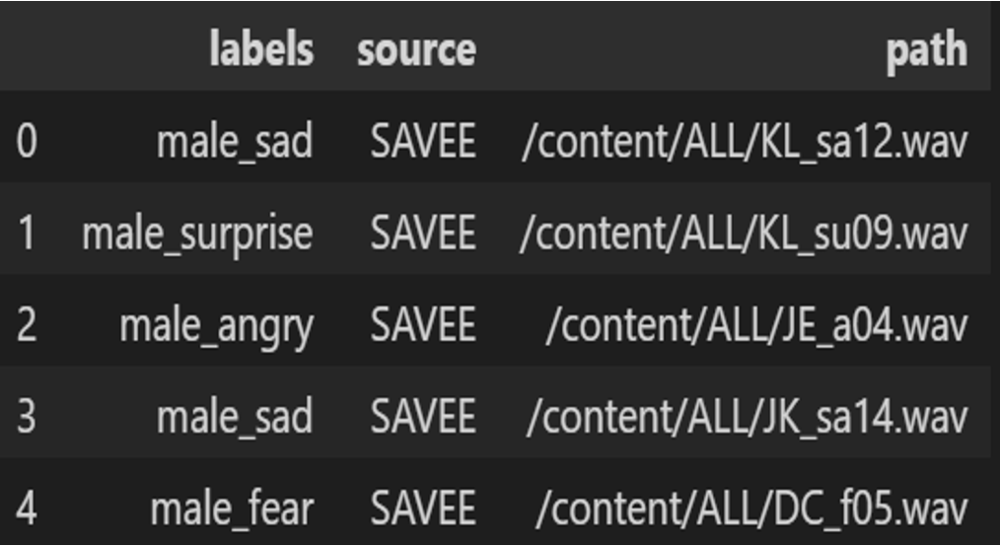 labels source path
0 male_sad SAVEE /content/ALL/KL_sa12.wav
1 male_surprise SAVEE /content/ALL/KL_su09.wav
2 male_angry SAVEE /content/ALL/JE_a04.wav
3 male_sad SAVEE /content/ALL/JK_sa14.wav
4 male_fear SAVEE /content/ALL/DC_f05.wav